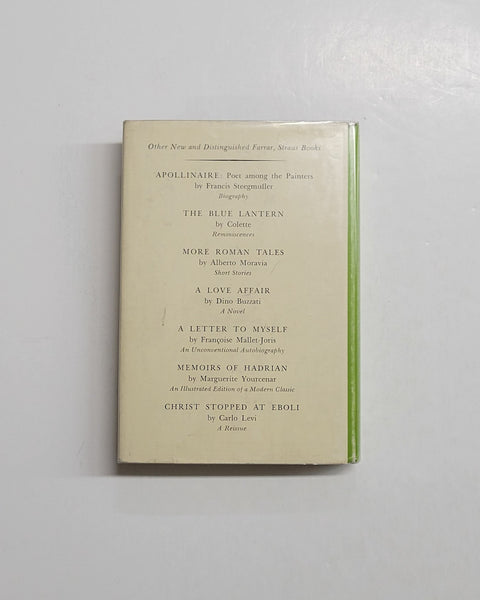 Other New and Distinguished Farrar, Straus Books
APOLLINAIRE: Poet among the Painters
by Francis Steegmuller
Biography
THE BLUE LANTERN
by Colette
Reminiscences
MORE ROMAN TALES
by Alberto Moravia
Short Stories
A LOVE AFFAIR
by Dino Buzzati
A Novel
A LETTER TO MYSELF
by Françoise Mallet-Joris
An Unconventional Autobiography
MEMOIRS OF HADRIAN
by Marguerite Yourcenar
An Illustrated Edition of a Modern Classic
CHRIST STOPPED AT EBOLI
by Carlo Levi
A Reissue